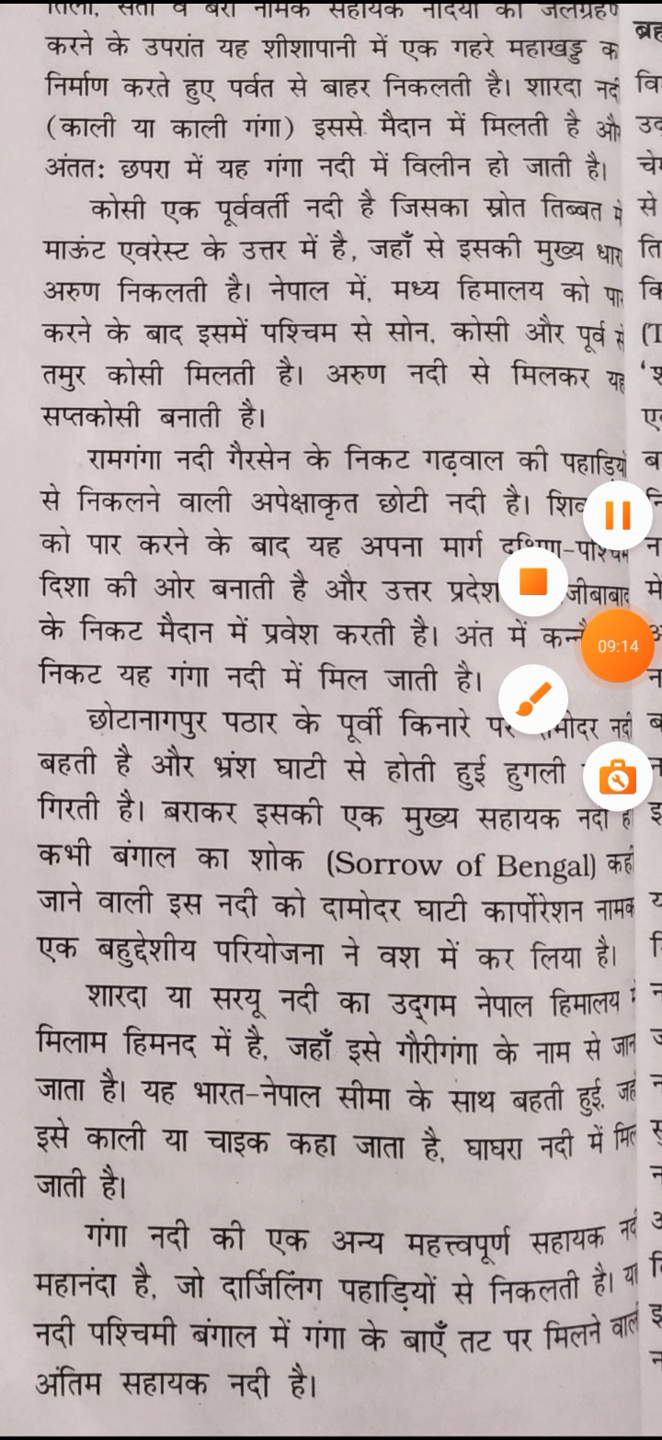 तिला, सेती व बेरी नामक सहायक नदियों का जलग्रहण
करने के उपरांत यह शीशापानी में एक गहरे महाखड्ड
निर्माण करते हुए पर्वत से बाहर निकलती है। शारदा
(काली या काली गंगा) इससे मैदान में मिलती है
अंततः छपरा में यह गंगा नदी में विलीन हो जाती है।
कोसी एक पूर्ववर्ती नदी है जिसका स्रोत तिब्बत में
माऊंट एवरेस्ट के उत्तर में है, जहाँ से इसकी मुख्य
अरुण निकलती है। नेपाल में, मध्य हिमालय को
करने के बाद इसमें पश्चिम से सोन, कोसी और पूर्व से
तमुर कोसी मिलती है। अरुण नदी से मिलकर यह
सप्तकोसी बनाती है।
रामगंगा नदी गैरसेन के निकट गढ़वाल की
से निकलने वाली अपेक्षाकृत छोटी नदी है।
को पार करने के बाद यह अपना मार्ग दक्षिण-पश्चिम
दिशा की ओर बनाती है और उत्तर प्रदेश
के निकट मैदान में प्रवेश करती है। अंत में
निकट यह गंगा नदी में मिल जाती है।
छोटानागपुर पठार के पूर्वी किनारे पर
बहती है और भ्रंश घाटी से होती हुई हुगली
गिरती है। बराकर इसकी एक मुख्य सहायक नदी है
कभी बंगाल का शोक (Sorrow of Bengal)
जाने वाली इस नदी को दामोदर घाटी कार्पोरेशन नामक
एक बहुद्देशीय परियोजना ने वश में कर लिया है।
शारदा या सरयू नदी का उद्गम नेपाल हिमालय
मिलाम हिमनद में है, जहाँ इसे गौरीगंगा के नाम से
जाता है। यह भारत-नेपाल सीमा के साथ बहती हुई,
इसे काली या चाइक कहा जाता है, घाघरा नदी में
जाती है।
गंगा नदी की एक अन्य महत्त्वपूर्ण सहायक
महानंदा है, जो दार्जिलिंग पहाड़ियों से निकलती है।
नदी पश्चिमी बंगाल में गंगा के बाएँ तट पर मिलने
अंतिम सहायक नदी है।
09:14